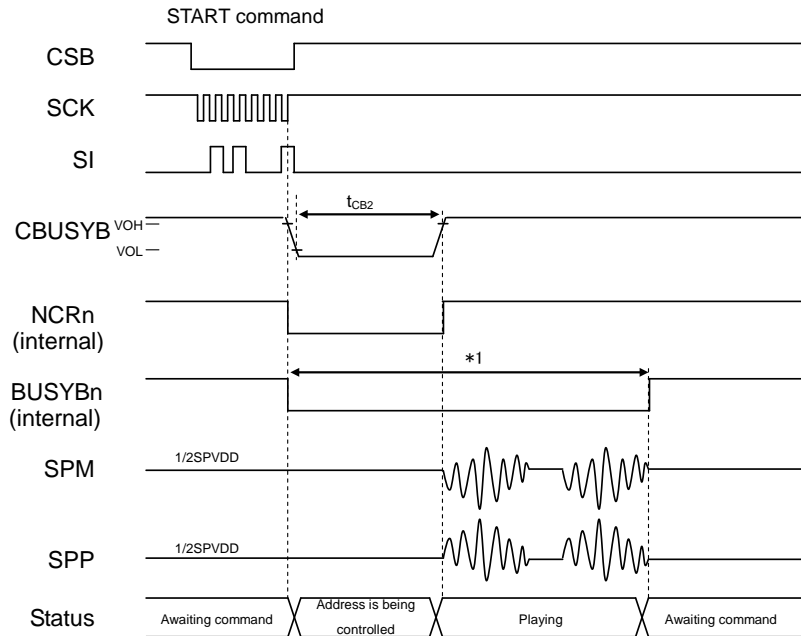 START command
CSB
SCK
SI
CBUSYB
VOH
VOL
tCB2
NCRn
(internal)
*1
BUSYBn
(internal)
SPM
1/2SPVDD
SPP
1/2SPVDD
Status
Awaiting command
Address is being
controlled
Playing
Awaiting command